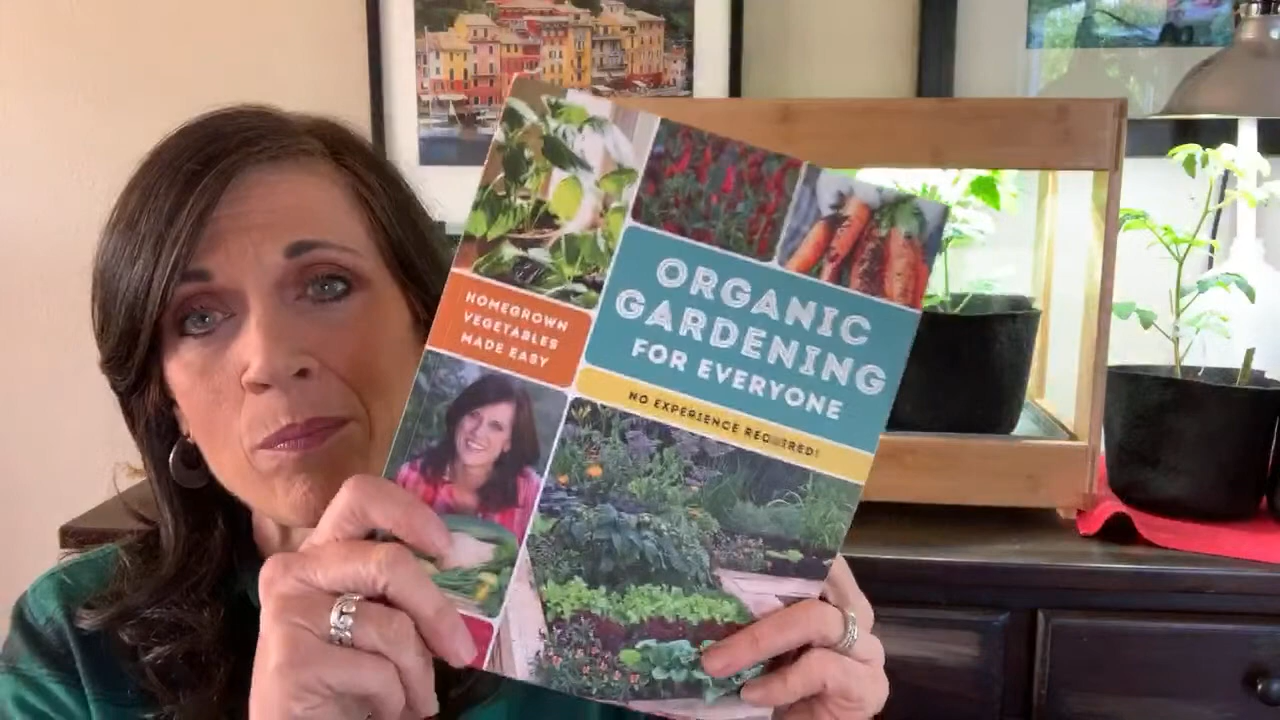 ORGANIC
GARDENING
FOR EVERYONE
HOMEGROWN
VEGETABLES
MADE EASY
NO EXPERIENCE REQUIRED!